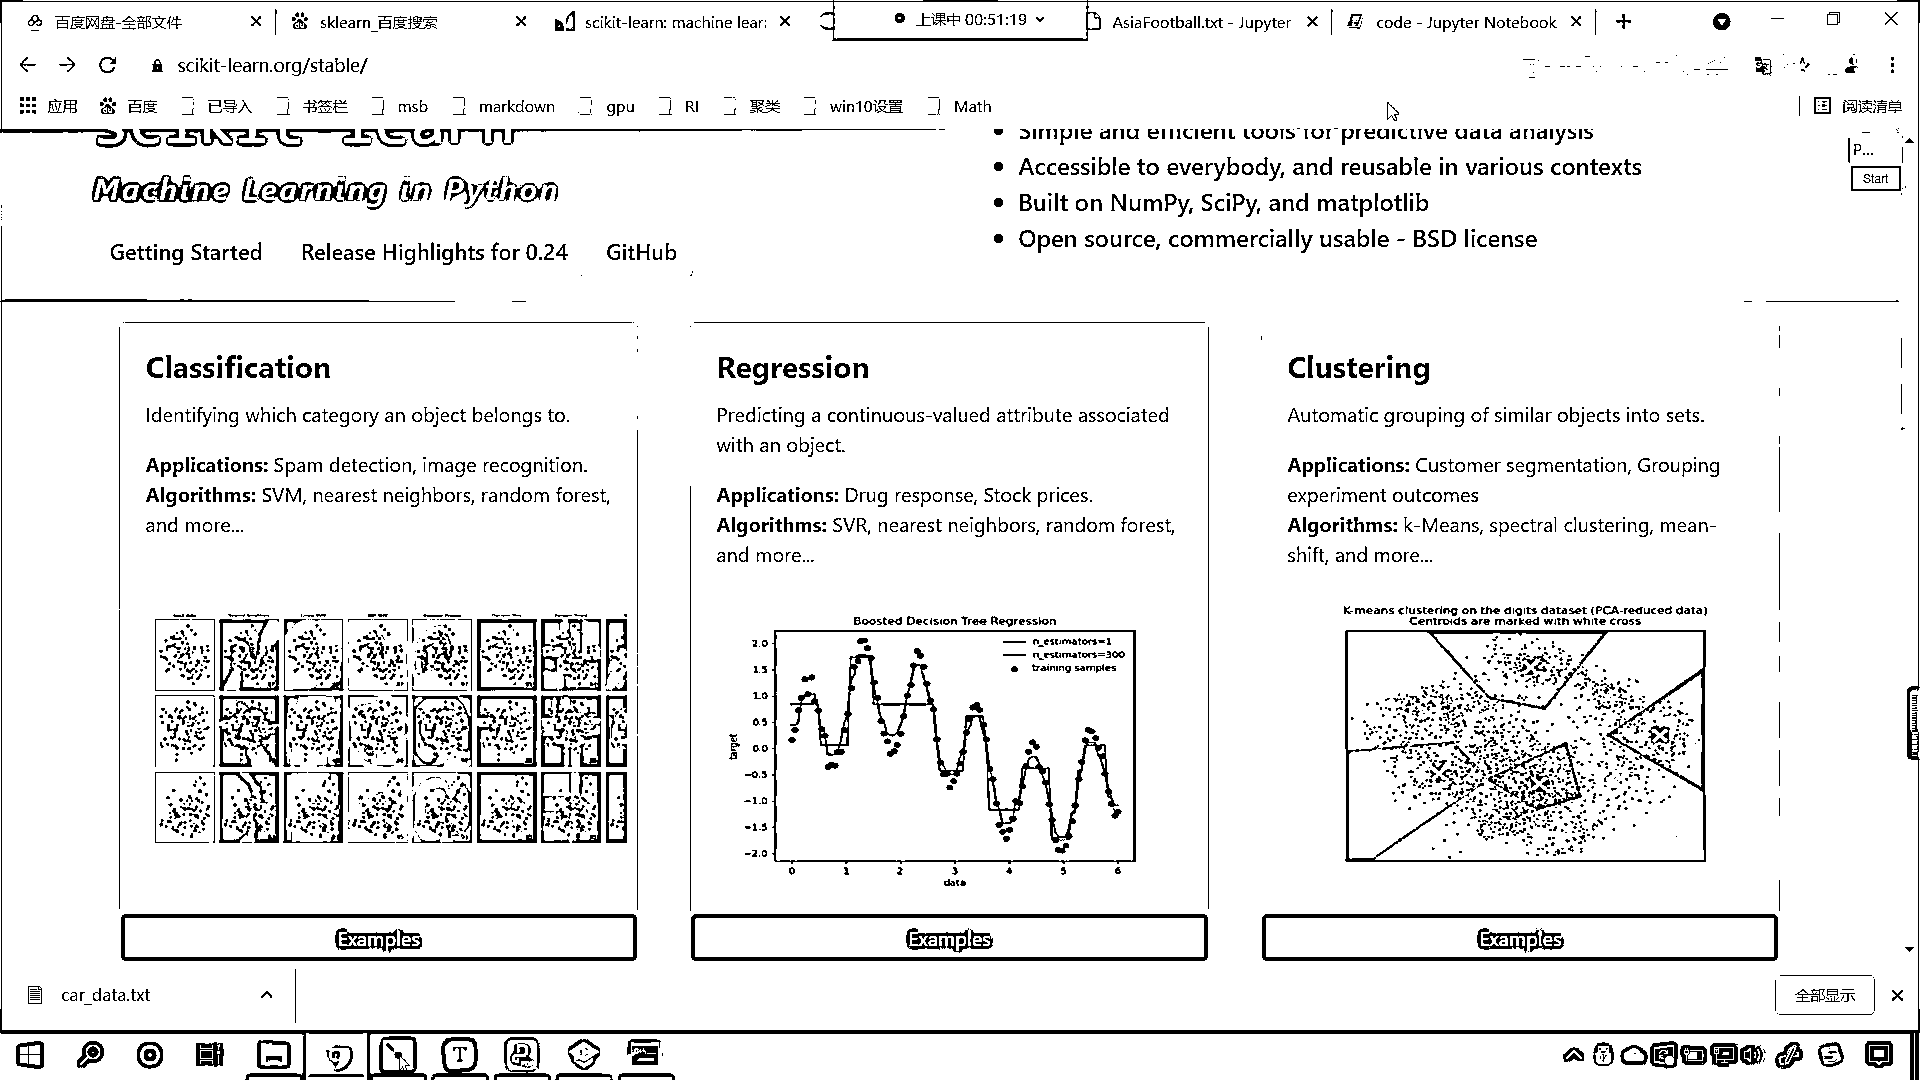 百度网盘-全部文件
sklearn_百度搜索
scikit-learn: machine lear
上课中 00:51:19
AsiaFootball.txt - Jupyter
code - Jupyter Notebook
scikit-learn.org/stable/
应用
百度
已导入
书签栏
msb
markdown
gpu
RI
聚类
win10设置
Math
阅读清单
scikit-learn
Machine Learning in Python
Getting Started
Release Highlights for 0.24
GitHub
Simple and efficient tools for predictive data analysis
Accessible to everybody, and reusable in various contexts
Built on NumPy, SciPy, and matplotlib
Open source, commercially usable - BSD license
P...
Start
Classification
Identifying which category an object belongs to.
Applications: Spam detection, image recognition.
Algorithms: SVM, nearest neighbors, random forest,
and more...
Examples
Regression
Predicting a continuous-valued attribute associated
with an object.
Applications: Drug response, Stock prices.
Algorithms: SVR, nearest neighbors, random forest,
and more...
Boosted Decision Tree Regression
n_estimators=1
n_estimators=300
training samples
2.0
1.5
1.0
0.5
0.0
−0.5
−1.0
−1.5
−2.0
target
0 1 2 3 4 5 6
data
Examples
Clustering
Automatic grouping of similar objects into sets.
Applications: Customer segmentation, Grouping
experiment outcomes
Algorithms: k-Means, spectral clustering, mean-
shift, and more...
K-means clustering on the digits dataset (PCA-reduced data)
Centroids are marked with white cross
Examples
car_data.txt
全部显示